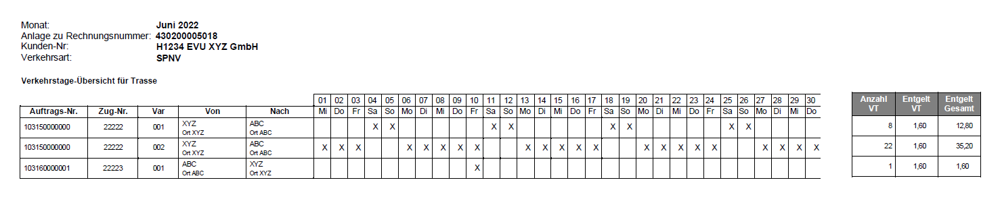 Monat: Juni 2022
Anlage zu Rechnungsnummer: 430200005018
Kunden-Nr: H1234 EVU XYZ GmbH
Verkehrsart: SPNV
Verkehrstage-Übersicht für Trasse
01 02 03 04 05 06 07 08 09 10 11 12 13 14 15 16 17 18 19 20 21 22 23 24 25 26 27 28 29 30 Anzahl VT Entgelt VT Entgelt Gesamt
Auftrags-Nr. Zug-Nr. Var Von Nach Mi Do Fr Sa So Mo Di Mi Do Fr Sa So Mo Di Mi Do Fr Sa So Mo Di Mi Do Fr Sa So Mo Di Mi Do
103150000000 22222 001 XYZ Ort XYZ ABC Ort ABC X X X X X X X X 8 1,60 12,80
103150000000 22222 002 XYZ Ort XYZ ABC Ort ABC X X X X X X X X X X X X X X X X X X X X X X 22 1,60 35,20
103160000001 22223 001 ABC Ort ABC XYZ Ort XYZ X 1 1,60 1,60